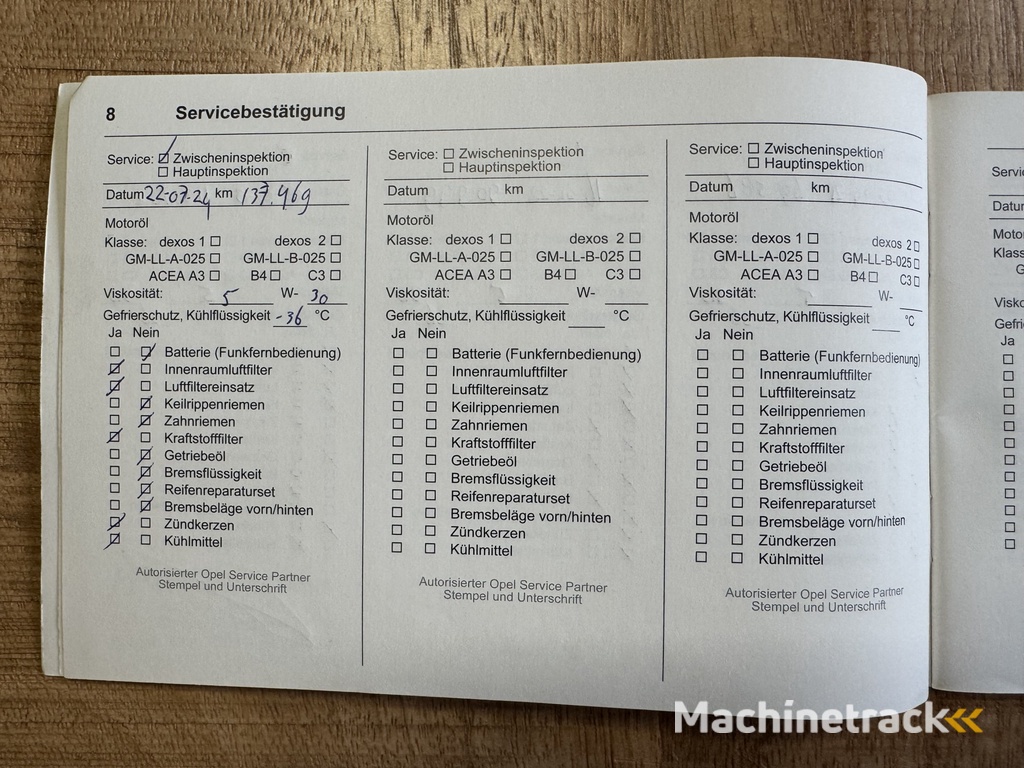 8 Servicebestätigung
Service: ☑ Zwischeninspektion
☐ Hauptinspektion
Datum 22-07-24 km 137.969
Motoröl
Klasse: dexos 1 ☐ dexos 2 ☐
GM-LL-A-025 ☐ GM-LL-B-025 ☐
ACEA A3 ☐ B4 ☐ C3 ☐
Viskosität: 5 W- 30
Gefrierschutz, Kühlflüssigkeit -36 °C
Ja Nein
☐ ☑ Batterie (Funkfernbedienung)
☑ ☐ Innenraumluftfilter
☑ ☐ Luftfiltereinsatz
☐ ☑ Keilrippenriemen
☐ ☑ Zahnriemen
☑ ☐ Kraftstofffilter
☐ ☑ Getriebeöl
☐ ☑ Bremsflüssigkeit
☐ ☑ Reifenreparaturset
☐ ☑ Bremsbeläge vorn/hinten
☑ ☐ Zündkerzen
☑ ☐ Kühlmittel
Autorisierter Opel Service Partner
Stempel und Unterschrift
Service: ☐ Zwischeninspektion
☐ Hauptinspektion
Datum km
Motoröl
Klasse: dexos 1 ☐ dexos 2 ☐
GM-LL-A-025 ☐ GM-LL-B-025 ☐
ACEA A3 ☐ B4 ☐ C3 ☐
Viskosität: W-
Gefrierschutz, Kühlflüssigkeit °C
Ja Nein
☐ ☐ Batterie (Funkfernbedienung)
☐ ☐ Innenraumluftfilter
☐ ☐ Luftfiltereinsatz
☐ ☐ Keilrippenriemen
☐ ☐ Zahnriemen
☐ ☐ Kraftstofffilter
☐ ☐ Getriebeöl
☐ ☐ Bremsflüssigkeit
☐ ☐ Reifenreparaturset
☐ ☐ Bremsbeläge vorn/hinten
☐ ☐ Zündkerzen
☐ ☐ Kühlmittel
Autorisierter Opel Service Partner
Stempel und Unterschrift
Service: ☐ Zwischeninspektion
☐ Hauptinspektion
Datum km
Motoröl
Klasse: dexos 1 ☐ dexos 2 ☐
GM-LL-A-025 ☐ GM-LL-B-025 ☐
ACEA A3 ☐ B4 ☐ C3 ☐
Viskosität: W-
Gefrierschutz, Kühlflüssigkeit °C
Ja Nein
☐ ☐ Batterie (Funkfernbedienung)
☐ ☐ Innenraumluftfilter
☐ ☐ Luftfiltereinsatz
☐ ☐ Keilrippenriemen
☐ ☐ Zahnriemen
☐ ☐ Kraftstofffilter
☐ ☐ Getriebeöl
☐ ☐ Bremsflüssigkeit
☐ ☐ Reifenreparaturset
☐ ☐ Bremsbeläge vorn/hinten
☐ ☐ Zündkerzen
☐ ☐ Kühlmittel
Autorisierter Opel Service Partner
Stempel und Unterschrift
Ja
Machinetrack